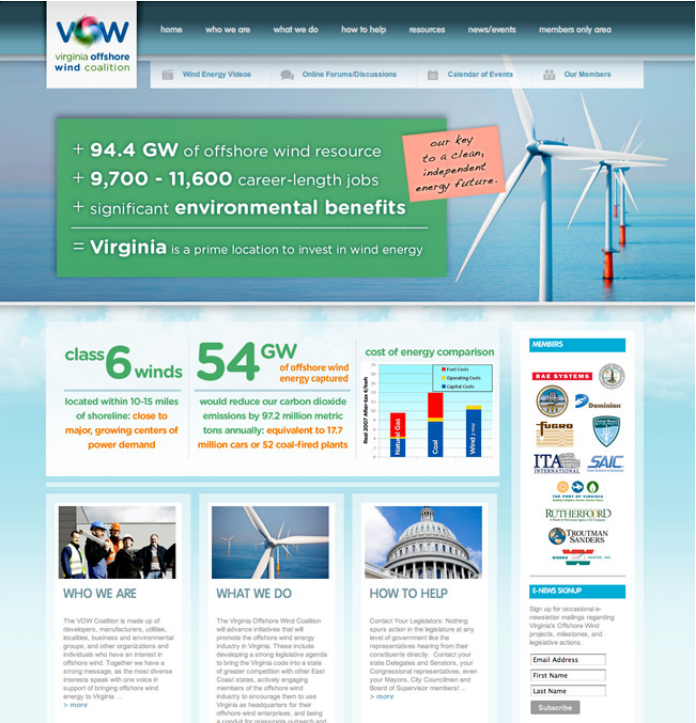 VOW
virginia offshore
wind coalition
home who we are what we do how to help resources news/events members only area
Wind Energy Videos Online Forums/Discussions Calendar of Events Our Members
+ 94.4 GW of offshore wind resource
+ 9,700 - 11,600 career-length jobs
+ significant environmental benefits
= Virginia is a prime location to invest in wind energy
our key
to a clean,
independent
energy future.
class 6 winds
located within 10-15 miles
of shoreline: close to
major, growing centers of
power demand
54 GW
of offshore wind
energy captured
would reduce our carbon dioxide
emissions by 97.2 million metric
tons annually: equivalent to 17.7
million cars or 52 coal-fired plants
cost of energy comparison
Real 2007 After-tax ¢/kwh
Fuel Costs
Operating Costs
Capital Costs
Natural Gas
Coal
Wind
MEMBERS
BAE SYSTEMS
Dominion
FUGRO
ITA
INTERNATIONAL
SAIC
THE PORT OF VIRGINIA
RUTHERFOORD
TROUTMAN
SANDERS
E-NEWS SIGNUP
Sign up for occasional e-
newsletter mailings regarding
Virginia's Offshore Wind
projects, milestones, and
legislative actions.
Email Address
First Name
Last Name
Subscribe
WHO WE ARE
The VOW Coalition is made up of
developers, manufacturers, utilities,
localities, business and environmental
groups, and other organizations and
individuals who have an interest in
offshore wind. Together we have a
strong message, as the most diverse
interests speak with one voice in
support of bringing offshore wind
energy to Virginia. ...
> more
WHAT WE DO
The Virginia Offshore Wind Coalition
will advance initiatives that will
promote the offshore wind energy
industry in Virginia. These include
developing a strong legislative agenda
to bring the Virginia code into a state
of greater competition with other East
Coast states, actively engaging
members of the offshore wind
industry to encourage them to use
Virginia as headquarters for their
offshore wind enterprises, and being
a conduit for grassroots outreach and
HOW TO HELP
Contact Your Legislators: Nothing
spurs action in the legislature at any
level of government like the
representatives hearing from their
constituents directly. Contact your
state Delegates and Senators, your
Congressional representatives, even
your Mayors, City Councilmen and
Board of Supervisor members! ...
> more